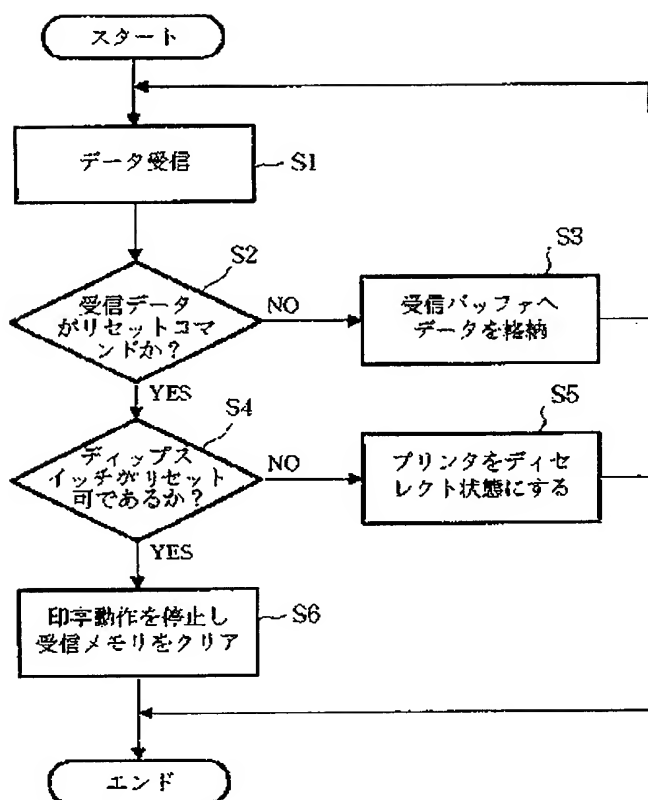 スタート
データ受信
S1
S2
受信データ
がリセットコマ
ンドか？
NO
S3
受信バッファへ
データを格納
YES
S4
ディップス
イッチがリセット
可であるか？
NO
S5
プリンタをディセ
レクト状態にする
YES
印字動作を停止し
受信メモリをクリア
S6
エンド